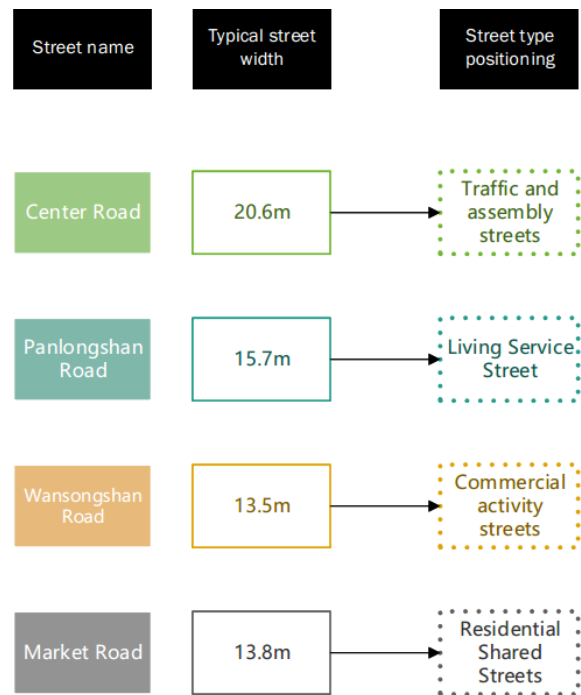 Street name
Typical street
width
Street type
positioning
Center Road
20.6m
Traffic and
assembly
streets
Panlongshan
Road
15.7m
Living Service
Street
Wansongshan
Road
13.5m
Commercial
activity
streets
Market Road
13.8m
Residential
Shared
Streets